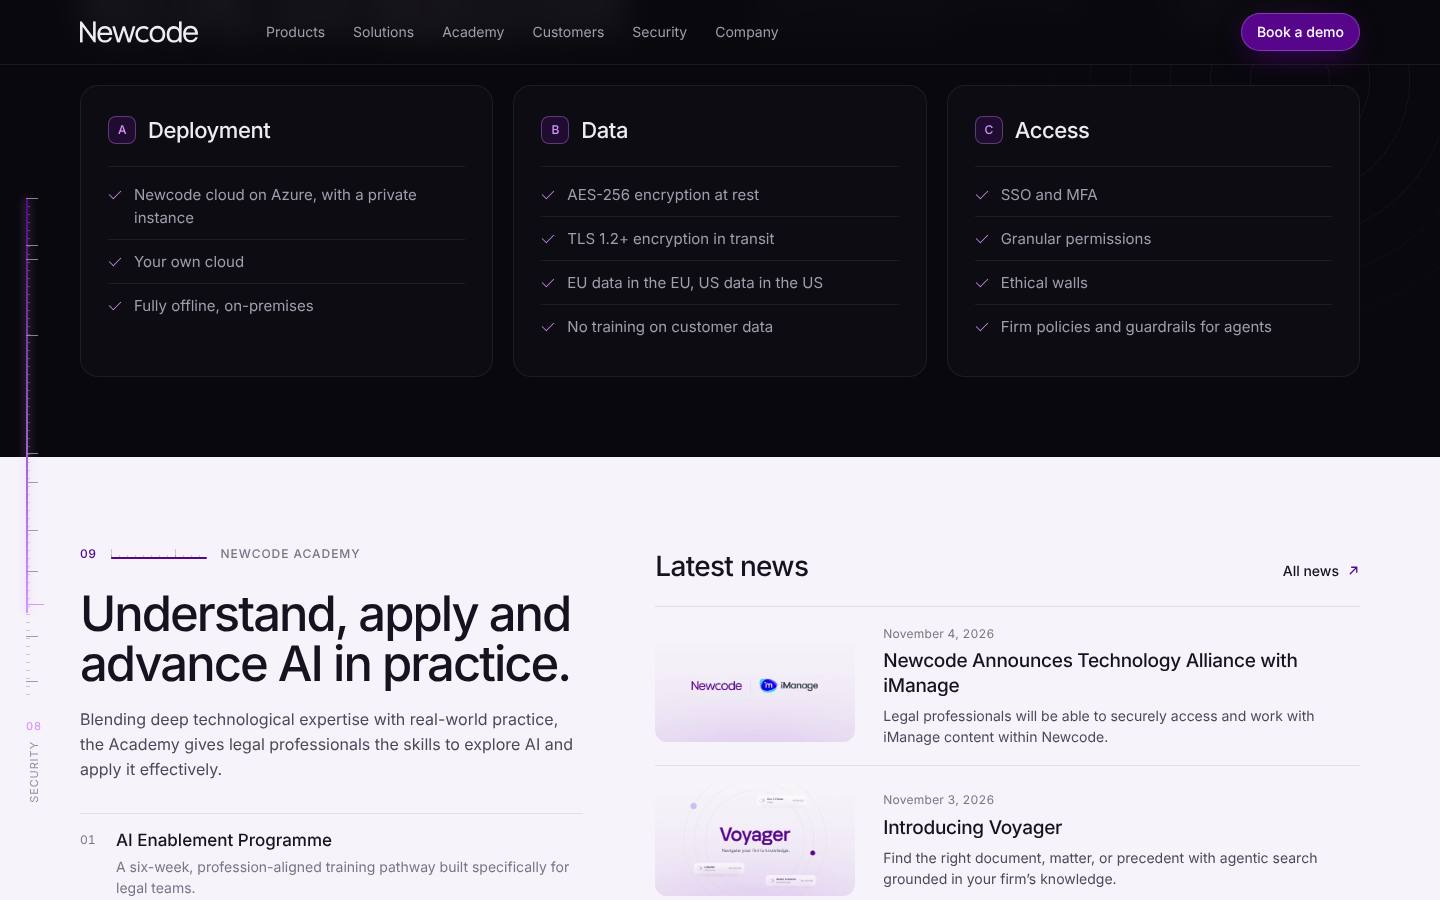 Newcode
Products
Solutions
Academy
Customers
Security
Company
Book a demo
A
Deployment
Newcode cloud on Azure, with a private
instance
Your own cloud
Fully offline, on-premises
B
Data
AES-256 encryption at rest
TLS 1.2+ encryption in transit
EU data in the EU, US data in the US
No training on customer data
C
Access
SSO and MFA
Granular permissions
Ethical walls
Firm policies and guardrails for agents
08
SECURITY
09
NEWCODE ACADEMY
Understand, apply and
advance AI in practice.
Blending deep technological expertise with real-world practice,
the Academy gives legal professionals the skills to explore AI and
apply it effectively.
01
AI Enablement Programme
A six-week, profession-aligned training pathway built specifically for
legal teams.
Latest news
All news
Newcode
iManage
November 4, 2026
Newcode Announces Technology Alliance with
iManage
Legal professionals will be able to securely access and work with
iManage content within Newcode.
Voyager
November 3, 2026
Introducing Voyager
Find the right document, matter, or precedent with agentic search
grounded in your firm’s knowledge.